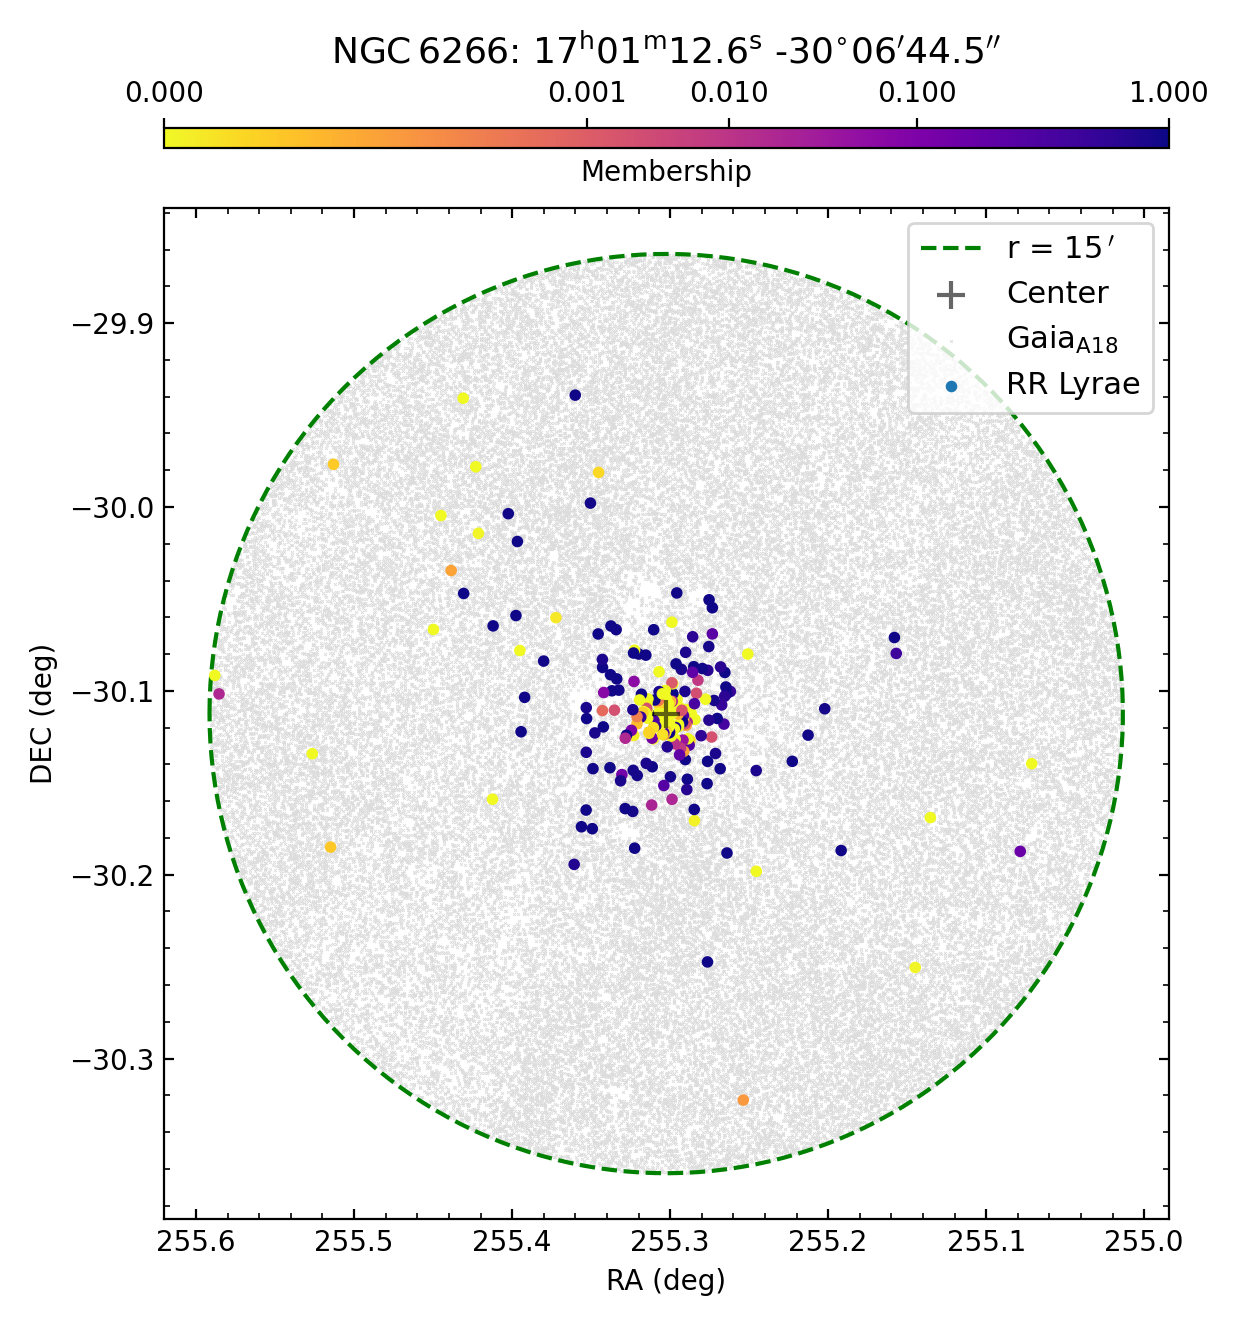 NGC 6266: 17ʰ01ᵐ12.6ˢ -30°06′44.5″
0.000 0.001 0.010 0.100 1.000
Membership
r = 15′
Center
Gaia_A18
RR Lyrae
−29.9
−30.0
−30.1
−30.2
−30.3
DEC (deg)
255.6 255.5 255.4 255.3 255.2 255.1 255.0
RA (deg)